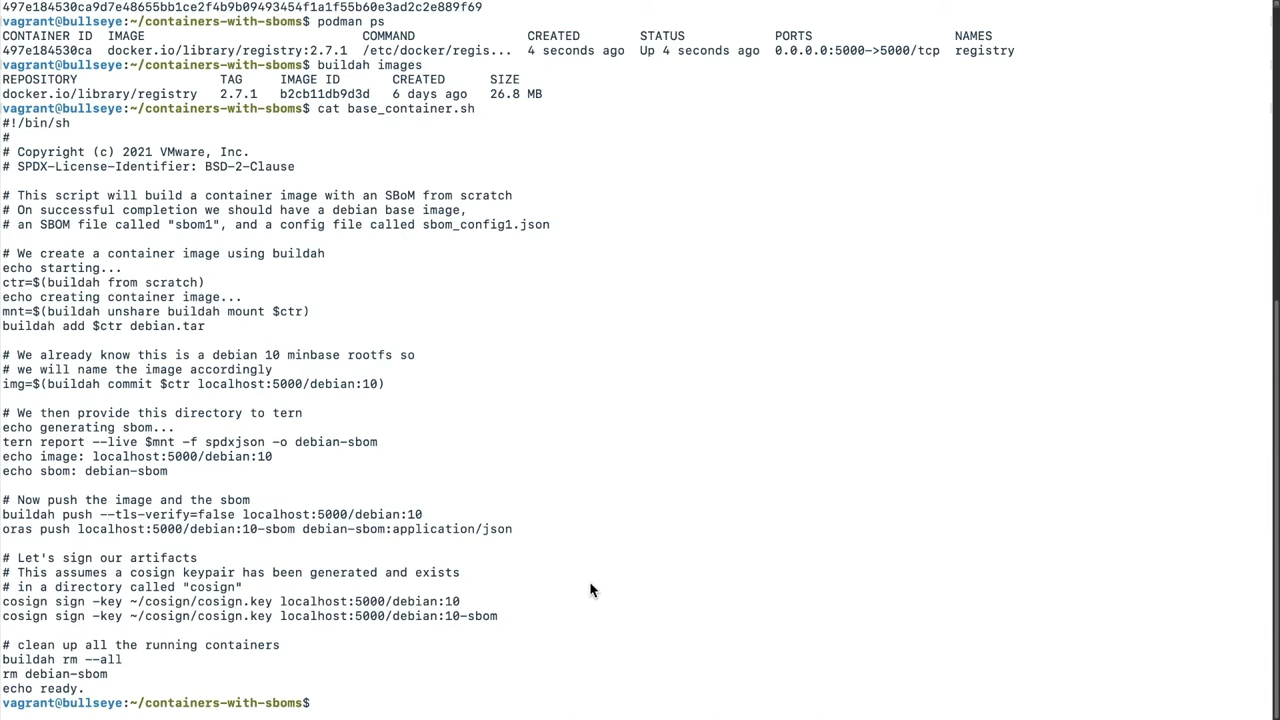 497e184530ca9d7e48655bb1ce2f4b9b09493454f1a1f55b60e3ad2c2e889f69
vagrant@bullseye:~/containers-with-sboms$ podman ps
CONTAINER ID  IMAGE                             COMMAND               CREATED        STATUS            PORTS                   NAMES
497e184530ca  docker.io/library/registry:2.7.1  /etc/docker/regis...  4 seconds ago  Up 4 seconds ago  0.0.0.0:5000->5000/tcp  registry
vagrant@bullseye:~/containers-with-sboms$ buildah images
REPOSITORY                   TAG     IMAGE ID       CREATED      SIZE
docker.io/library/registry   2.7.1   b2cb11db9d3d   6 days ago   26.8 MB
vagrant@bullseye:~/containers-with-sboms$ cat base_container.sh
#!/bin/sh
#
# Copyright (c) 2021 VMware, Inc.
# SPDX-License-Identifier: BSD-2-Clause

# This script will build a container image with an SBoM from scratch
# On successful completion we should have a debian base image,
# an SBOM file called "sbom1", and a config file called sbom_config1.json

# We create a container image using buildah
echo starting...
ctr=$(buildah from scratch)
echo creating container image...
mnt=$(buildah unshare buildah mount $ctr)
buildah add $ctr debian.tar

# We already know this is a debian 10 minbase rootfs so
# we will name the image accordingly
img=$(buildah commit $ctr localhost:5000/debian:10)

# We then provide this directory to tern
echo generating sbom...
tern report --live $mnt -f spdxjson -o debian-sbom
echo image: localhost:5000/debian:10
echo sbom: debian-sbom

# Now push the image and the sbom
buildah push --tls-verify=false localhost:5000/debian:10
oras push localhost:5000/debian:10-sbom debian-sbom:application/json

# Let's sign our artifacts
# This assumes a cosign keypair has been generated and exists
# in a directory called "cosign"
cosign sign -key ~/cosign/cosign.key localhost:5000/debian:10
cosign sign -key ~/cosign/cosign.key localhost:5000/debian:10-sbom

# clean up all the running containers
buildah rm --all
rm debian-sbom
echo ready.
vagrant@bullseye:~/containers-with-sboms$